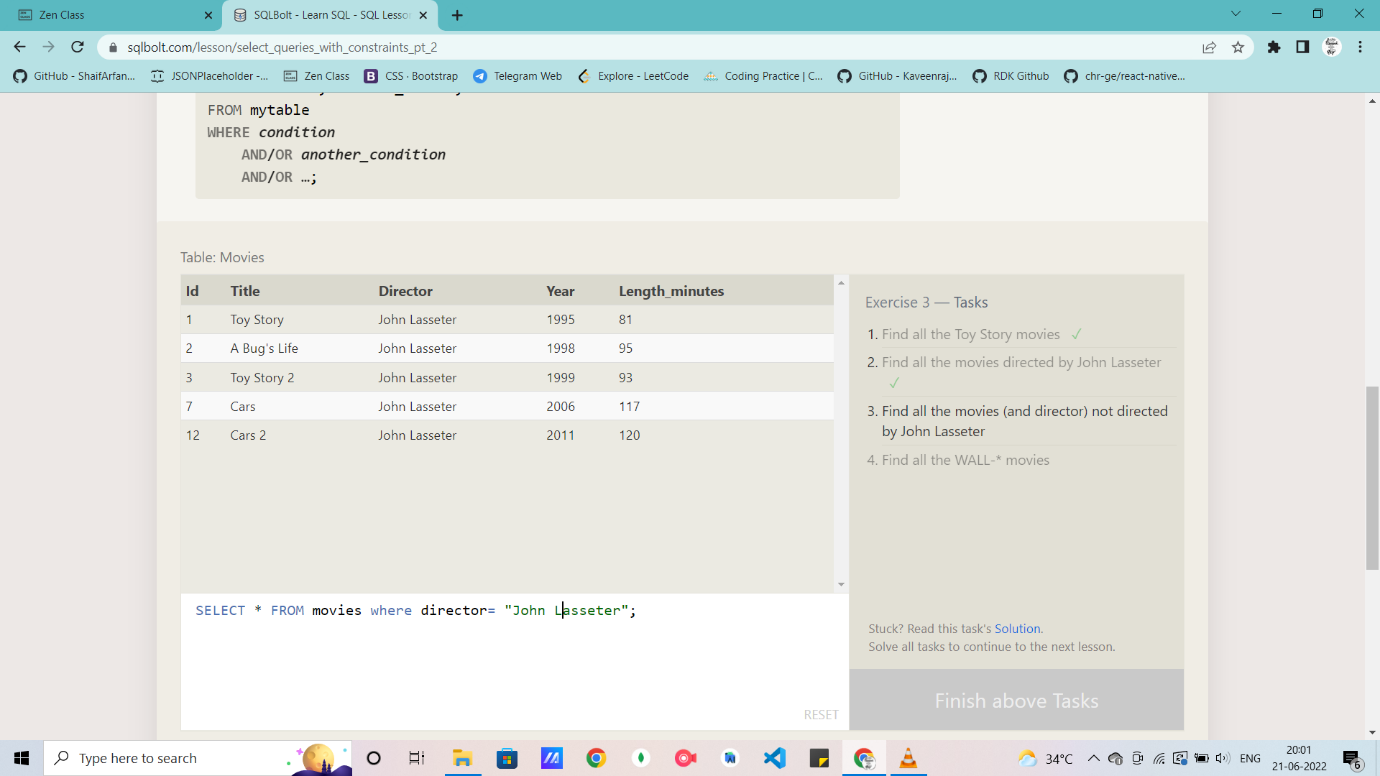 Zen Class
SQLBolt - Learn SQL - SQL Lesson
sqlbolt.com/lesson/select_queries_with_constraints_pt_2
GitHub - ShaifArfan...
JSONPlaceholder -...
Zen Class
CSS · Bootstrap
Telegram Web
Explore - LeetCode
Coding Practice | C...
GitHub - Kaveenraj...
RDK Github
chr-ge/react-native...
FROM mytable
WHERE condition
AND/OR another_condition
AND/OR …;
Table: Movies
Id Title Director Year Length_minutes
1 Toy Story John Lasseter 1995 81
2 A Bug's Life John Lasseter 1998 95
3 Toy Story 2 John Lasseter 1999 93
7 Cars John Lasseter 2006 117
12 Cars 2 John Lasseter 2011 120
SELECT * FROM movies where director= "John Lasseter";
RESET
Exercise 3 — Tasks
1. Find all the Toy Story movies ✓
2. Find all the movies directed by John Lasseter
✓
3. Find all the movies (and director) not directed
by John Lasseter
4. Find all the WALL-* movies
Stuck? Read this task's Solution.
Solve all tasks to continue to the next lesson.
Finish above Tasks
Type here to search
34°C
ENG
20:01
21-06-2022
6